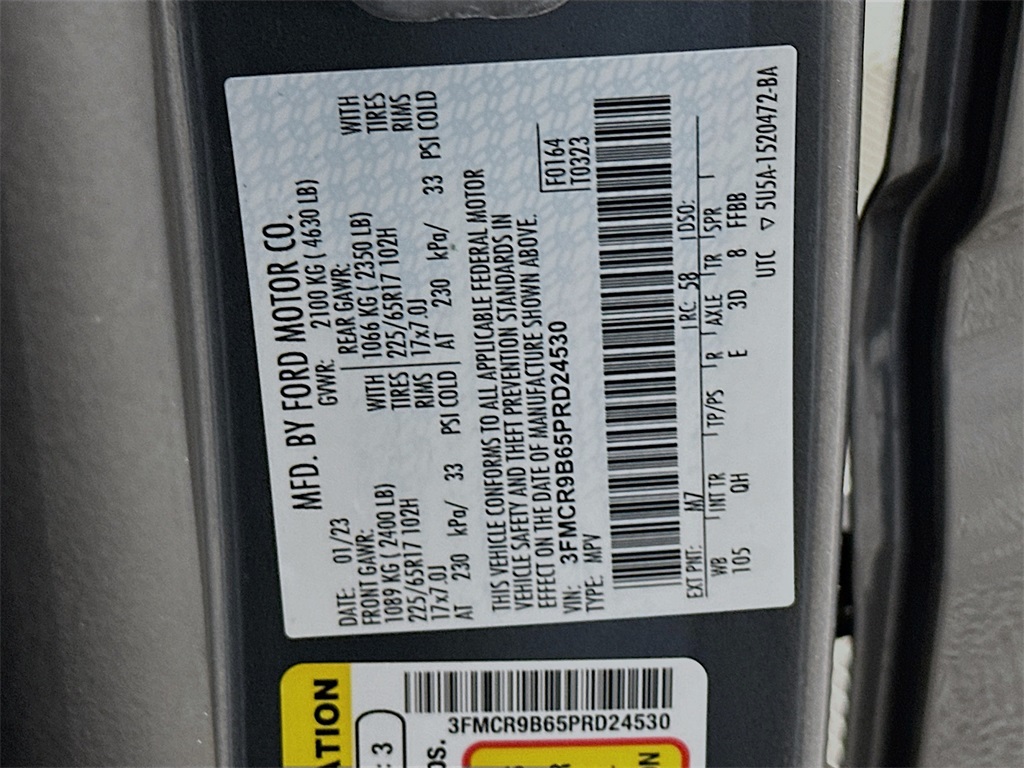 MFD. BY FORD MOTOR CO.
DATE: 01/23 GVWR: 2100 KG ( 4630 LB)
FRONT GAWR: REAR GAWR:
1089 KG ( 2400 LB) WITH 1066 KG ( 2350 LB) WITH
225/65R17 102H TIRES 225/65R17 102H TIRES
17x7.0J RIMS 17x7.0J RIMS
AT 230 kPa/ 33 PSI COLD AT 230 kPa/ 33 PSI COLD
THIS VEHICLE CONFORMS TO ALL APPLICABLE FEDERAL MOTOR
VEHICLE SAFETY AND THEFT PREVENTION STANDARDS IN
EFFECT ON THE DATE OF MANUFACTURE SHOWN ABOVE.
VIN: 3FMCR9B65PRD24530 F0164
TYPE: MPV T0323
EXT PNT: M7 RC: 58 DSO:
WB INT TR TP/PS R AXLE TR SPR
105 QH E 3D 8 FFBB
UTC ▽ 5U5A-1520472-BA
3FMCR9B65PRD24530